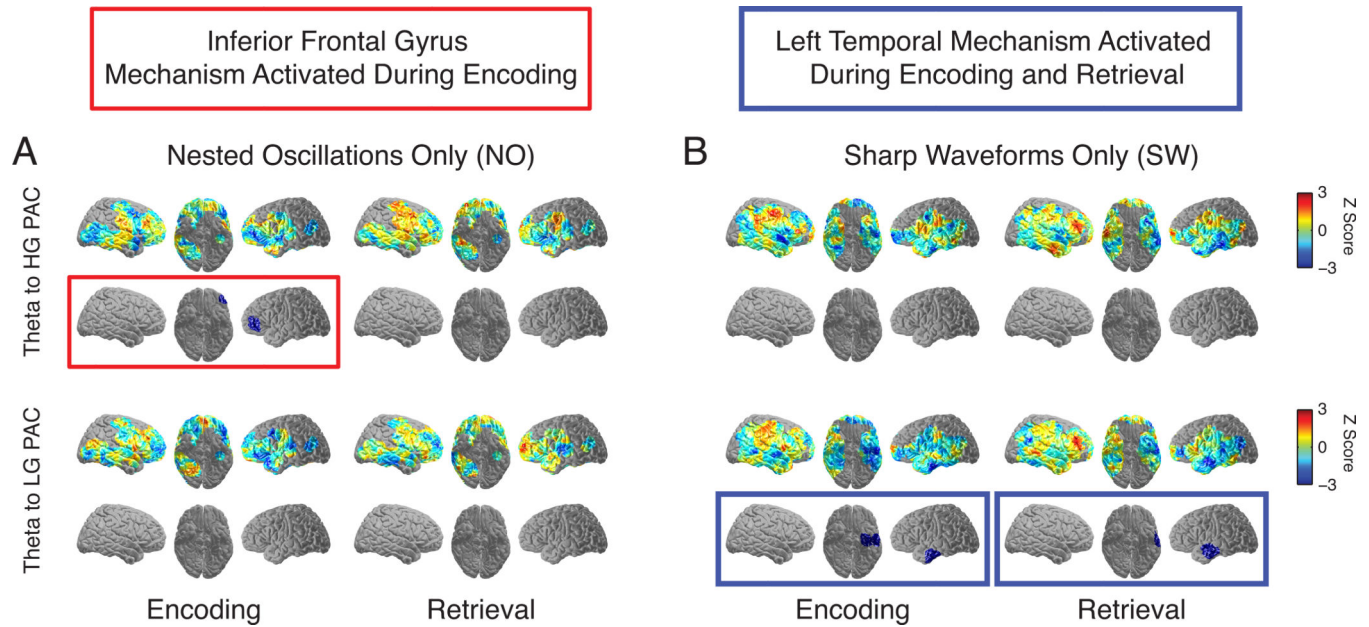 Inferior Frontal Gyrus
Mechanism Activated During Encoding
Left Temporal Mechanism Activated
During Encoding and Retrieval
A
Nested Oscillations Only (NO)
B
Sharp Waveforms Only (SW)
Theta to HG PAC
3
0
−3
Z Score
Theta to LG PAC
3
0
−3
Z Score
Encoding
Retrieval
Encoding
Retrieval